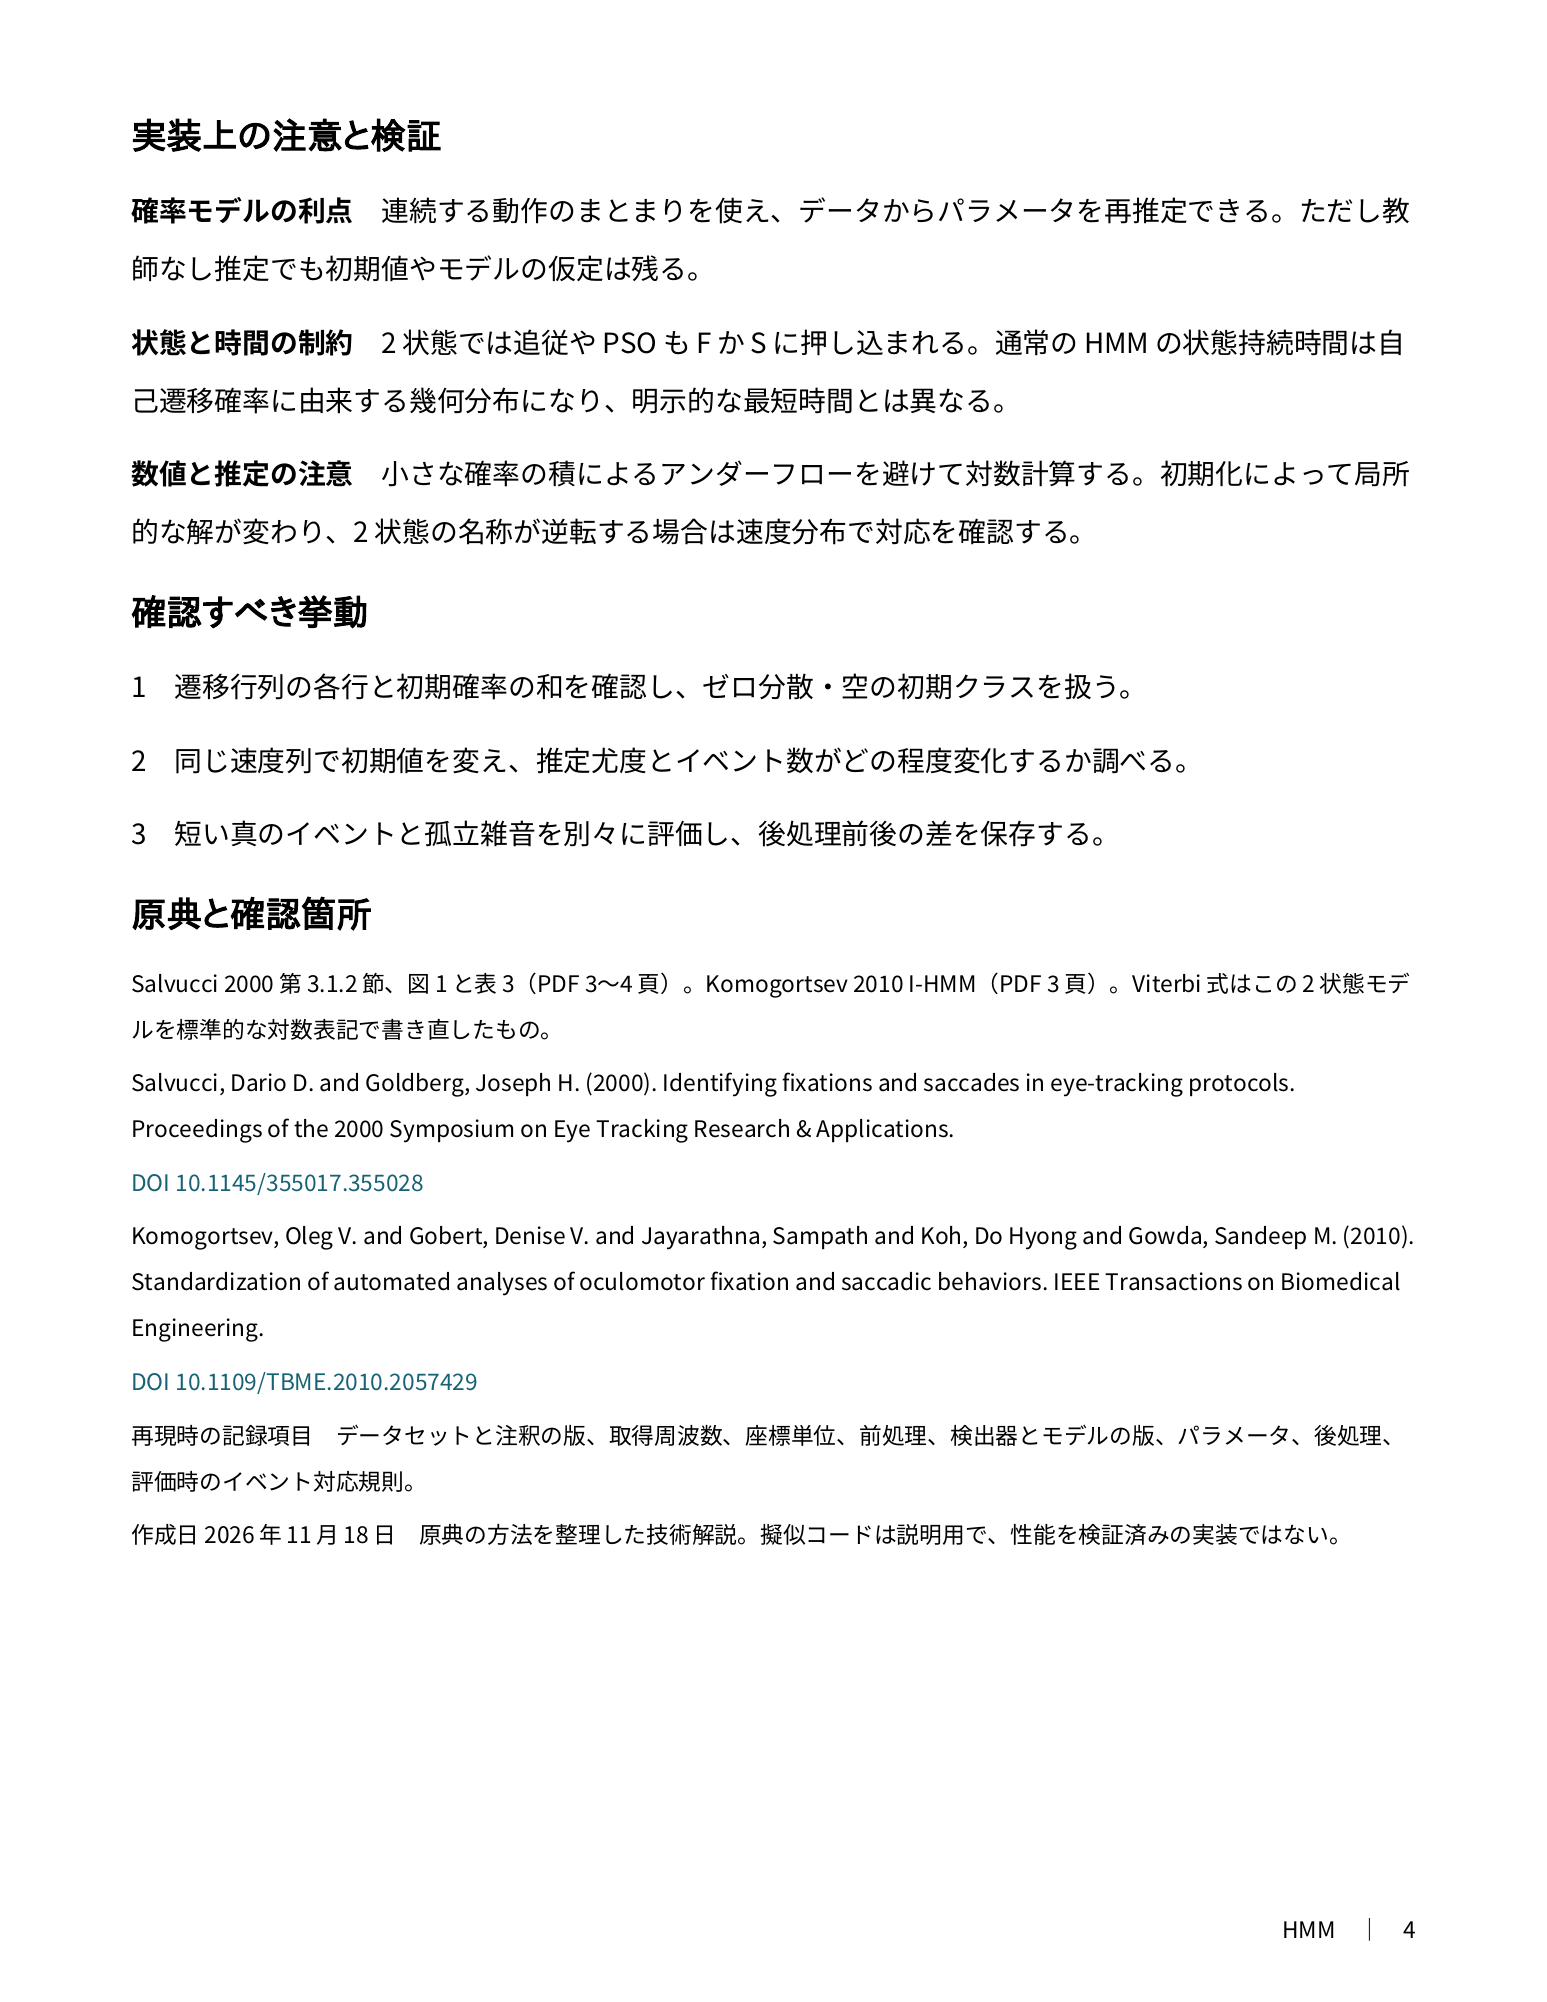 実装上の注意と検証
確率モデルの利点　連続する動作のまとまりを使え、データからパラメータを再推定できる。ただし教
師なし推定でも初期値やモデルの仮定は残る。
状態と時間の制約　2 状態では追従や PSO も F か S に押し込まれる。通常の HMM の状態持続時間は自
己遷移確率に由来する幾何分布になり、明示的な最短時間とは異なる。
数値と推定の注意　小さな確率の積によるアンダーフローを避けて対数計算する。初期化によって局所
的な解が変わり、2 状態の名称が逆転する場合は速度分布で対応を確認する。
確認すべき挙動
1　遷移行列の各行と初期確率の和を確認し、ゼロ分散・空の初期クラスを扱う。
2　同じ速度列で初期値を変え、推定尤度とイベント数がどの程度変化するか調べる。
3　短い真のイベントと孤立雑音を別々に評価し、後処理前後の差を保存する。
原典と確認箇所
Salvucci 2000 第 3.1.2 節、図 1 と表 3（PDF 3〜4 頁）。Komogortsev 2010 I-HMM（PDF 3 頁）。Viterbi 式はこの 2 状態モデ
ルを標準的な対数表記で書き直したもの。
Salvucci, Dario D. and Goldberg, Joseph H. (2000). Identifying fixations and saccades in eye-tracking protocols.
Proceedings of the 2000 Symposium on Eye Tracking Research & Applications.
DOI 10.1145/355017.355028
Komogortsev, Oleg V. and Gobert, Denise V. and Jayarathna, Sampath and Koh, Do Hyong and Gowda, Sandeep M. (2010).
Standardization of automated analyses of oculomotor fixation and saccadic behaviors. IEEE Transactions on Biomedical
Engineering.
DOI 10.1109/TBME.2010.2057429
再現時の記録項目　データセットと注釈の版、取得周波数、座標単位、前処理、検出器とモデルの版、パラメータ、後処理、
評価時のイベント対応規則。
作成日 2026 年 11 月 18 日　原典の方法を整理した技術解説。擬似コードは説明用で、性能を検証済みの実装ではない。
HMM | 4